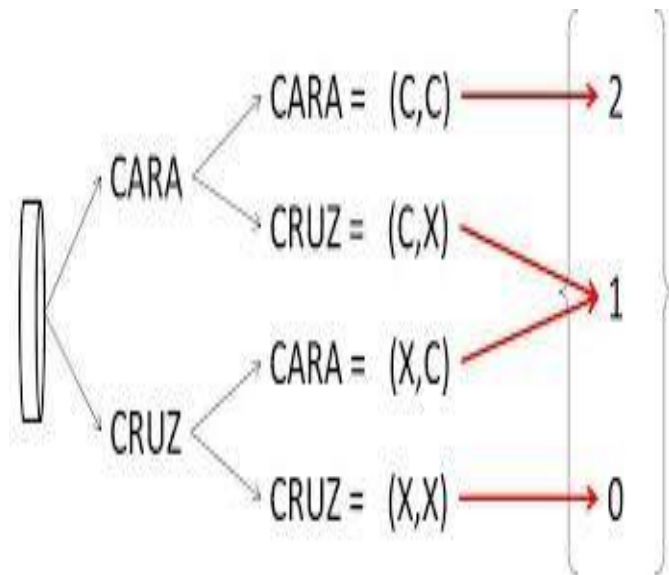 CARA = (C,C) 2
CARA
CRUZ = (C,X)
1
CARA = (X,C)
CRUZ
CRUZ = (X,X) 0